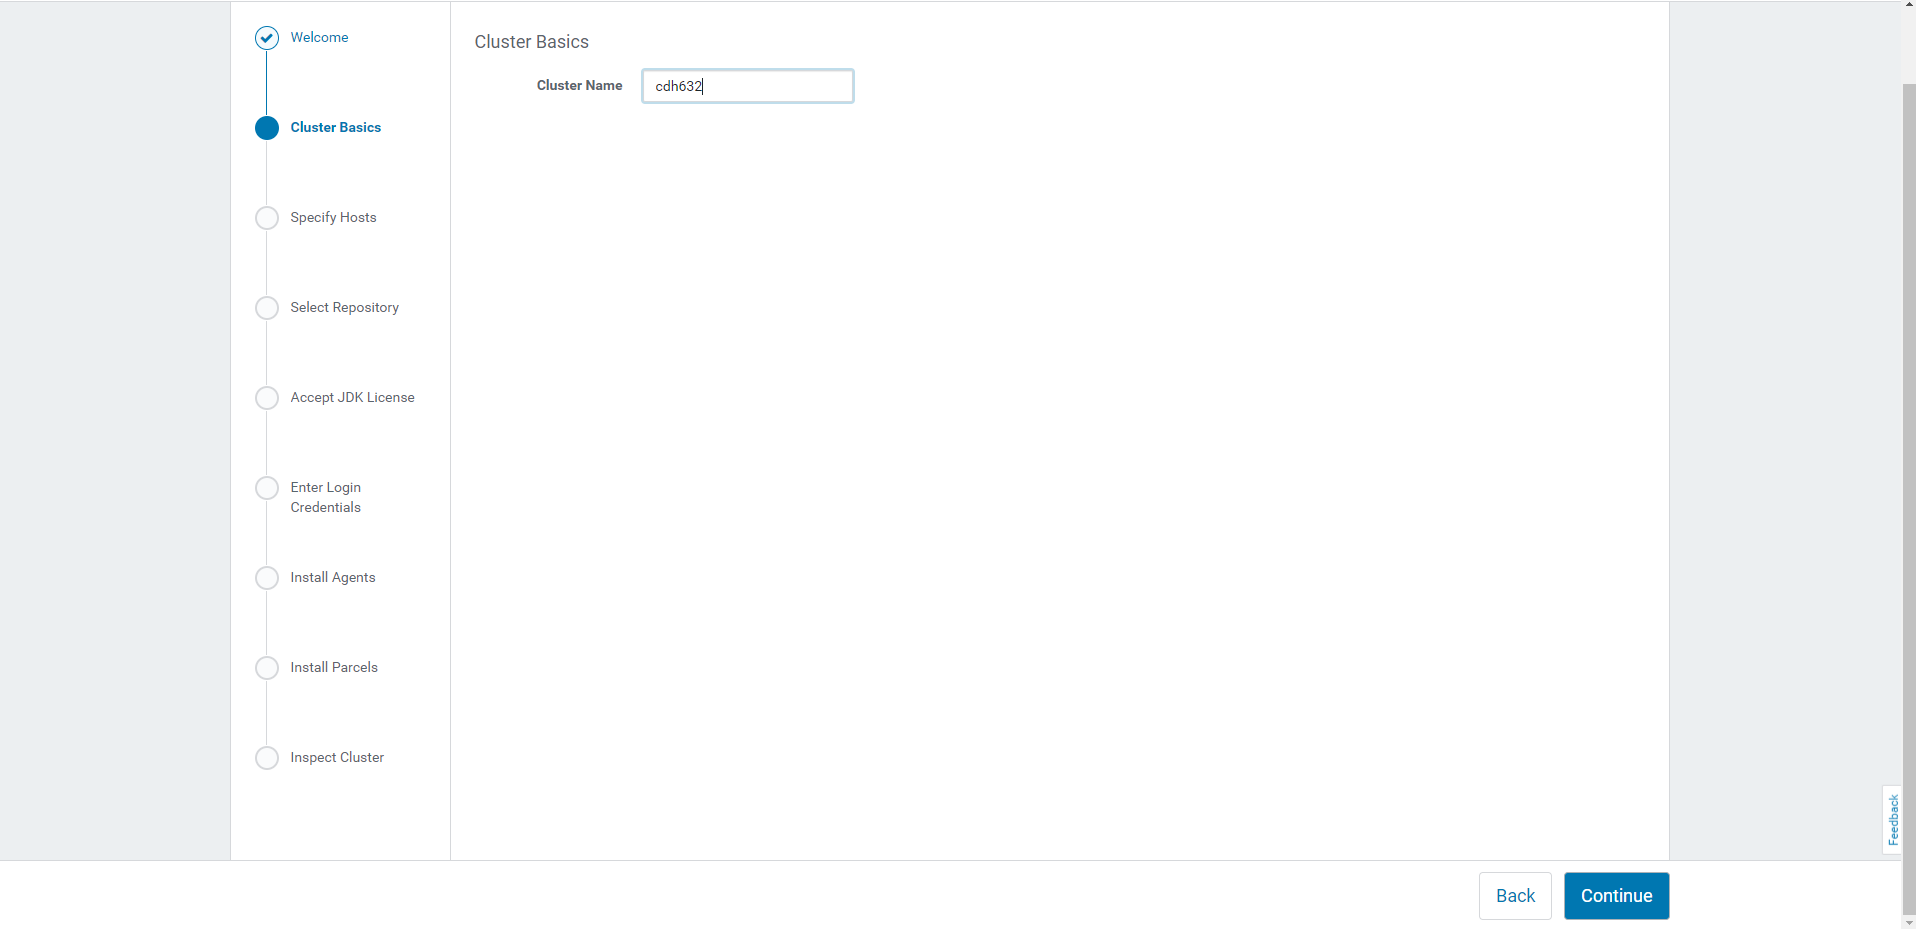 Welcome
Cluster Basics
Specify Hosts
Select Repository
Accept JDK License
Enter Login
Credentials
Install Agents
Install Parcels
Inspect Cluster
Cluster Basics
Cluster Name
cdh632
Feedback
Back
Continue